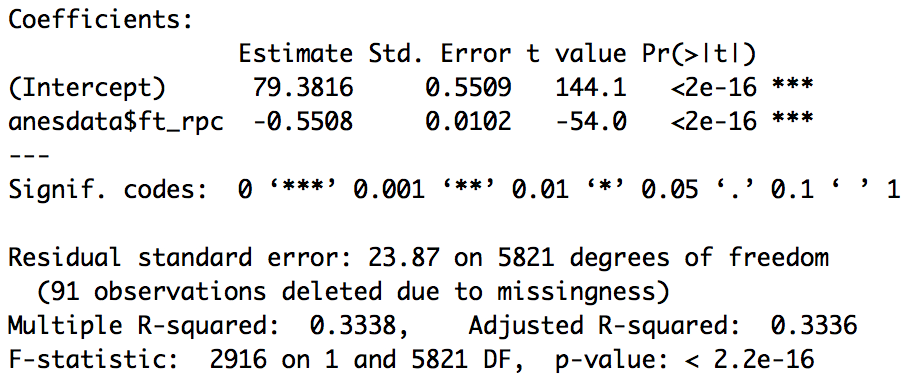 Coefficients:
Estimate Std. Error t value Pr(>|t|)
(Intercept) 79.3816 0.5509 144.1 <2e-16 ***
anesdata$ft_rpc -0.5508 0.0102 -54.0 <2e-16 ***
---
Signif. codes: 0 ‘***’ 0.001 ‘**’ 0.01 ‘*’ 0.05 ‘.’ 0.1 ‘ ’ 1
Residual standard error: 23.87 on 5821 degrees of freedom
(91 observations deleted due to missingness)
Multiple R-squared: 0.3338, Adjusted R-squared: 0.3336
F-statistic: 2916 on 1 and 5821 DF, p-value: < 2.2e-16